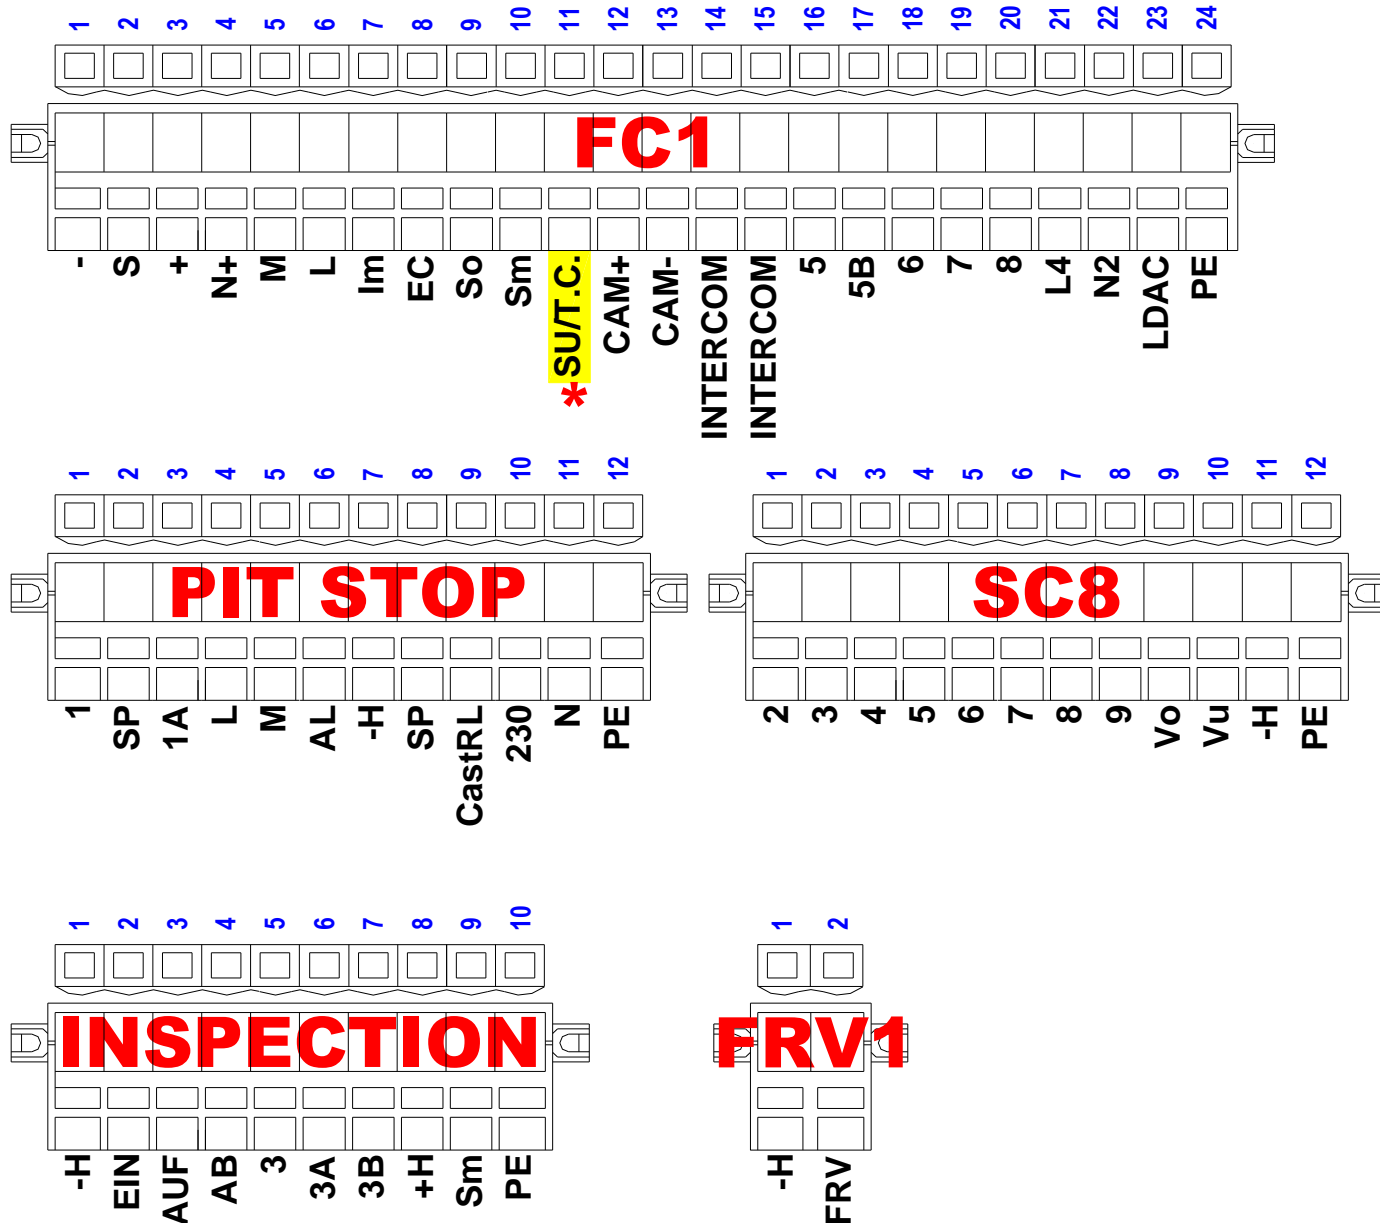 1 2 3 4 5 6 7 8 9 10 11 12 13 14 15 16 17 18 19 20 21 22 23 24
FC1
- S + N+ M L Im EC So Sm SU/T.C. CAM+ CAM- INTERCOM INTERCOM 5 5B 6 7 8 L4 N2 LDAC PE
*
1 2 3 4 5 6 7 8 9 10 11 12
PIT STOP
1 SP 1A L M AL -H SP CastRL 230 N PE
1 2 3 4 5 6 7 8 9 10 11 12
SC8
2 3 4 5 6 7 8 9 Vo Vu -H PE
1 2 3 4 5 6 7 8 9 10
INSPECTION
-H EIN AUF AB 3 3A 3B +H Sm PE
1 2
FRV1
-H FRV